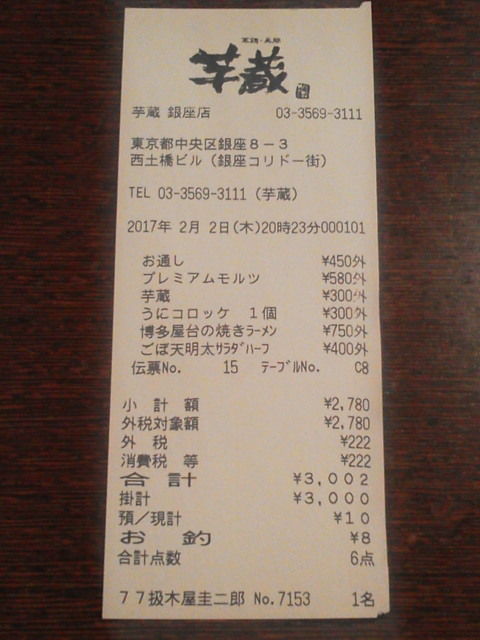 芋蔵
芋蔵 銀座店 03-3569-3111
東京都中央区銀座8-3
西土橋ビル(銀座コリドー街)
TEL 03-3569-3111(芋蔵)
2017年 2月 2日(木)20時23分000101
お通し ¥450外
プレミアムモルツ ¥580外
芋蔵 ¥300外
うにコロッケ 1個 ¥300外
博多屋台の焼きラーメン ¥750外
ごぼ天明太サラダハーフ ¥400外
伝票No. 15 テーブルNo. C8
小 計 額 ¥2,780
外税対象額 ¥2,780
外 税 ¥222
消費税 等 ¥222
合 計 ¥3,002
掛計 ¥3,000
預/現計 ¥10
お 釣 ¥8
合計点数 6点
77扱木屋圭二郎 No.7153 1名